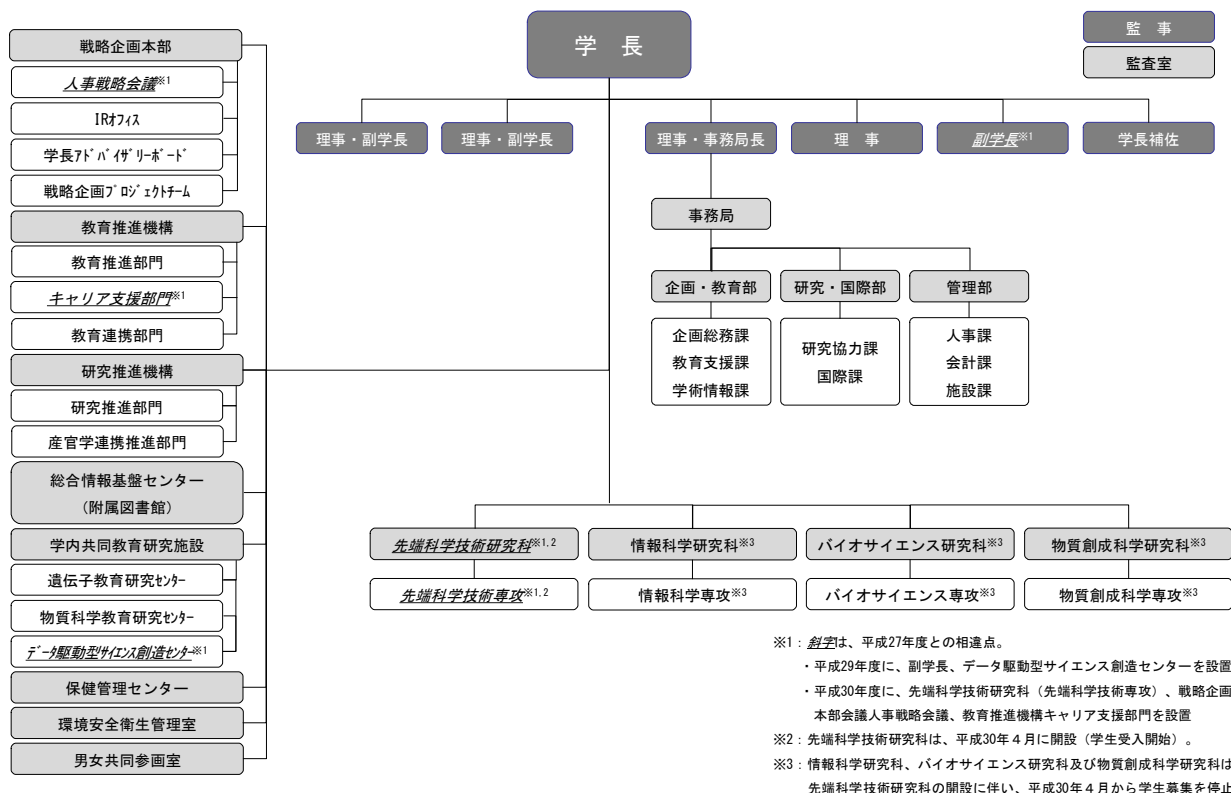 学 長
監 事
監査室
理事・副学長
理事・副学長
理事・事務局長
理 事
副学長※1
学長補佐
戦略企画本部
人事戦略会議※1
IRｵﾌｨｽ
学長ｱﾄﾞﾊﾞｲｻﾞﾘｰﾎﾞｰﾄﾞ
戦略企画ﾌﾟﾛｼﾞｪｸﾄﾁｰﾑ
教育推進機構
教育推進部門
キャリア支援部門※1
教育連携部門
研究推進機構
研究推進部門
産官学連携推進部門
総合情報基盤センター
(附属図書館)
学内共同教育研究施設
遺伝子教育研究ｾﾝﾀｰ
物質科学教育研究ｾﾝﾀｰ
ﾃﾞｰﾀ駆動型ｻｲｴﾝｽ創造ｾﾝﾀｰ※1
保健管理センター
環境安全衛生管理室
男女共同参画室
事務局
企画・教育部
研究・国際部
管理部
企画総務課
教育支援課
学術情報課
研究協力課
国際課
人事課
会計課
施設課
先端科学技術研究科※1,2
情報科学研究科※3
バイオサイエンス研究科※3
物質創成科学研究科※3
先端科学技術専攻※1,2
情報科学専攻※3
バイオサイエンス専攻※3
物質創成科学専攻※3
※1：斜字は、平成27年度との相違点。
・平成29年度に、副学長、データ駆動型サイエンス創造センターを設置
・平成30年度に、先端科学技術研究科（先端科学技術専攻）、戦略企画
本部会議人事戦略会議、教育推進機構キャリア支援部門を設置
※2：先端科学技術研究科は、平成30年４月に開設（学生受入開始）。
※3：情報科学研究科、バイオサイエンス研究科及び物質創成科学研究科は
先端科学技術研究科の開設に伴い、平成30年４月から学生募集を停止